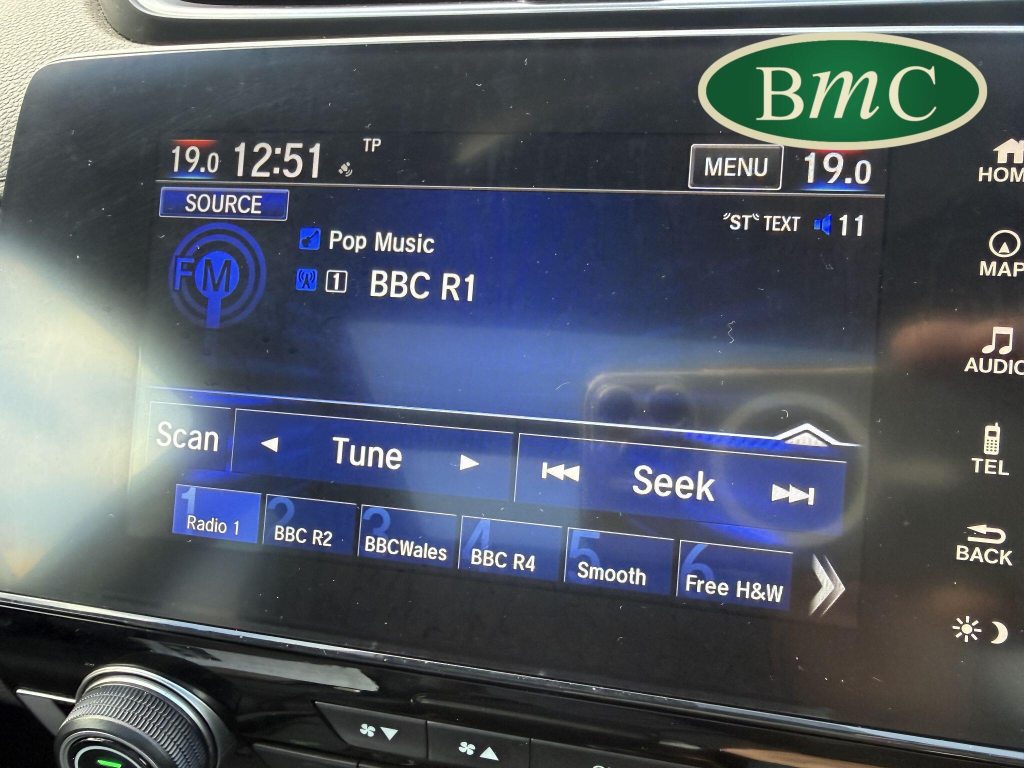 BmC
19.0 12:51 TP MENU 19.0
SOURCE
"ST" TEXT 11
FM
Pop Music
1 BBC R1
HOME
MAP
AUDIO
TEL
BACK
Scan Tune Seek
1 Radio 1
2 BBC R2
3 BBCWales
4 BBC R4
5 Smooth
6 Free H&W